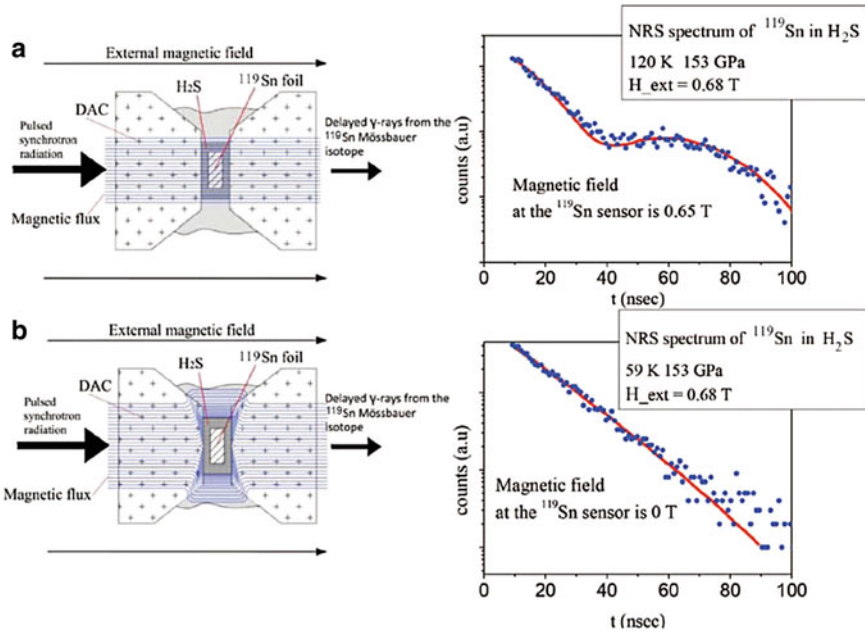 a
External magnetic field
H₂S
¹¹⁹Sn foil
DAC
Pulsed
synchrotron
radiation
Magnetic flux
Delayed γ-rays from the
¹¹⁹Sn Mössbauer
isotope
NRS spectrum of ¹¹⁹Sn in H₂S
120 K 153 GPa
H_ext = 0.68 T
counts (a.u)
Magnetic field
at the ¹¹⁹Sn sensor is 0.65 T
0 20 40 60 80 100
t (nsec)
b
External magnetic field
H₂S
¹¹⁹Sn foil
DAC
Pulsed
synchrotron
radiation
Magnetic flux
Delayed γ-rays from the
¹¹⁹Sn Mössbauer
isotope
NRS spectrum of ¹¹⁹Sn in H₂S
59 K 153 GPa
H_ext = 0.68 T
counts (a.u)
Magnetic field
at the ¹¹⁹Sn sensor is 0 T
0 20 40 60 80 100
t (nsec)